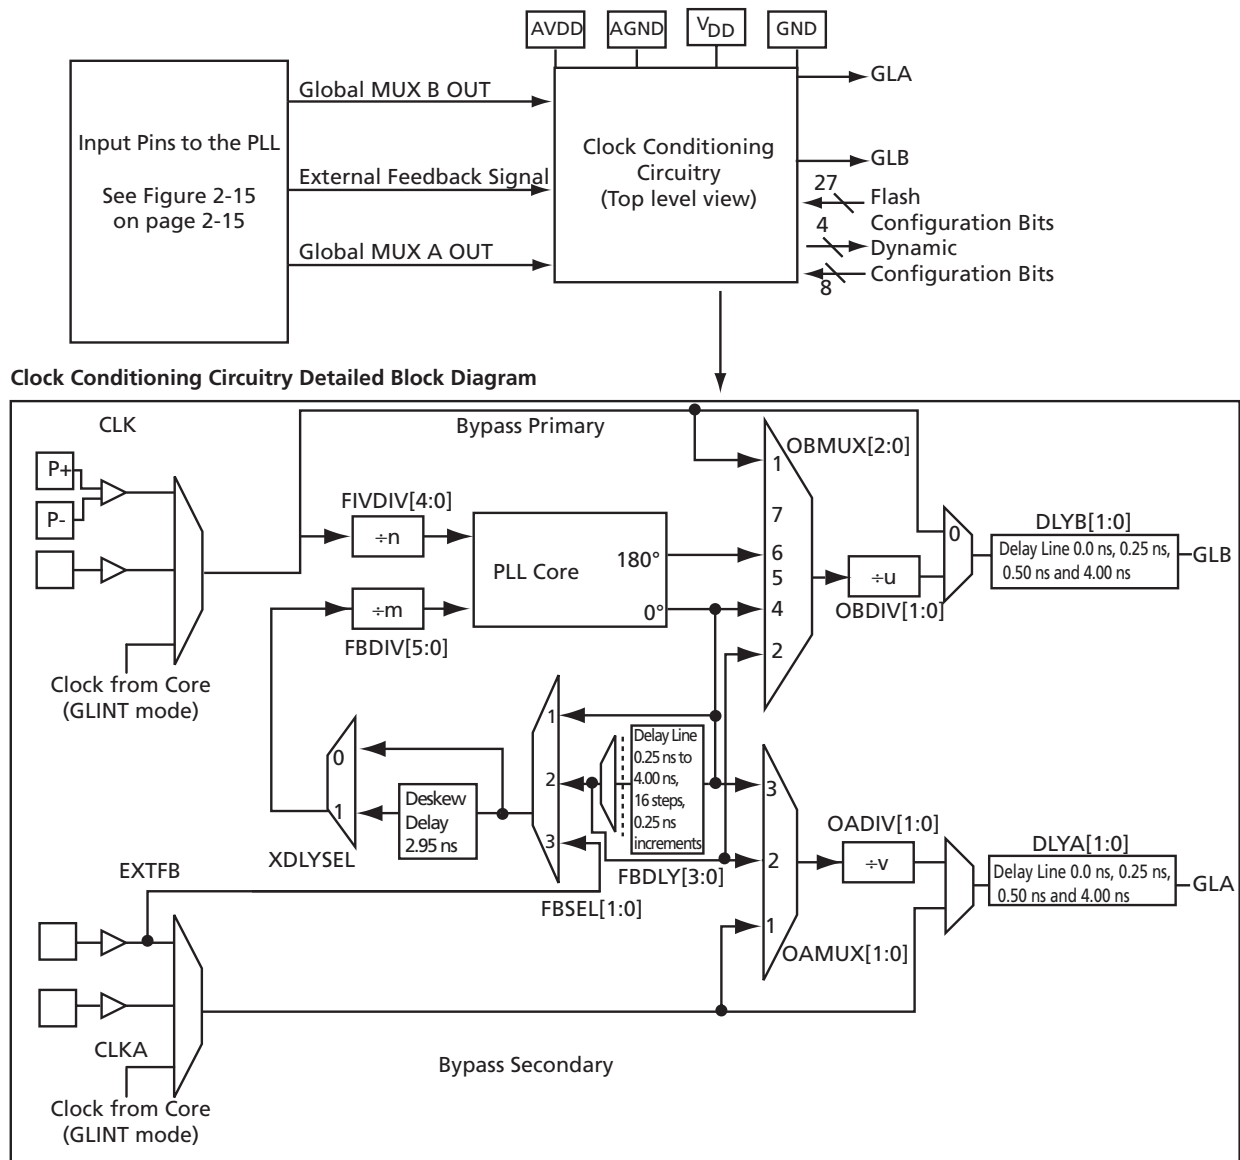 AVDD
AGND
VDD
GND
Input Pins to the PLL
See Figure 2-15
on page 2-15
Global MUX B OUT
External Feedback Signal
Global MUX A OUT
Clock Conditioning
Circuitry
(Top level view)
GLA
GLB
27
Flash
Configuration Bits
4
Dynamic
Configuration Bits
8
Clock Conditioning Circuitry Detailed Block Diagram
CLK
Bypass Primary
P+
P-
Clock from Core
(GLINT mode)
FIVDIV[4:0]
÷n
÷m
FBDIV[5:0]
PLL Core
180°
0°
OBMUX[2:0]
1
7
6
5
4
2
÷u
OBDIV[1:0]
0
DLYB[1:0]
Delay Line 0.0 ns, 0.25 ns,
0.50 ns and 4.00 ns
GLB
0
1
XDLYSEL
Deskew
Delay
2.95 ns
1
2
3
FBSEL[1:0]
Delay Line
0.25 ns to
4.00 ns,
16 steps,
0.25 ns
increments
FBDLY[3:0]
3
2
1
OAMUX[1:0]
OADIV[1:0]
÷v
DLYA[1:0]
Delay Line 0.0 ns, 0.25 ns,
0.50 ns and 4.00 ns
GLA
EXTFB
CLKA
Clock from Core
(GLINT mode)
Bypass Secondary